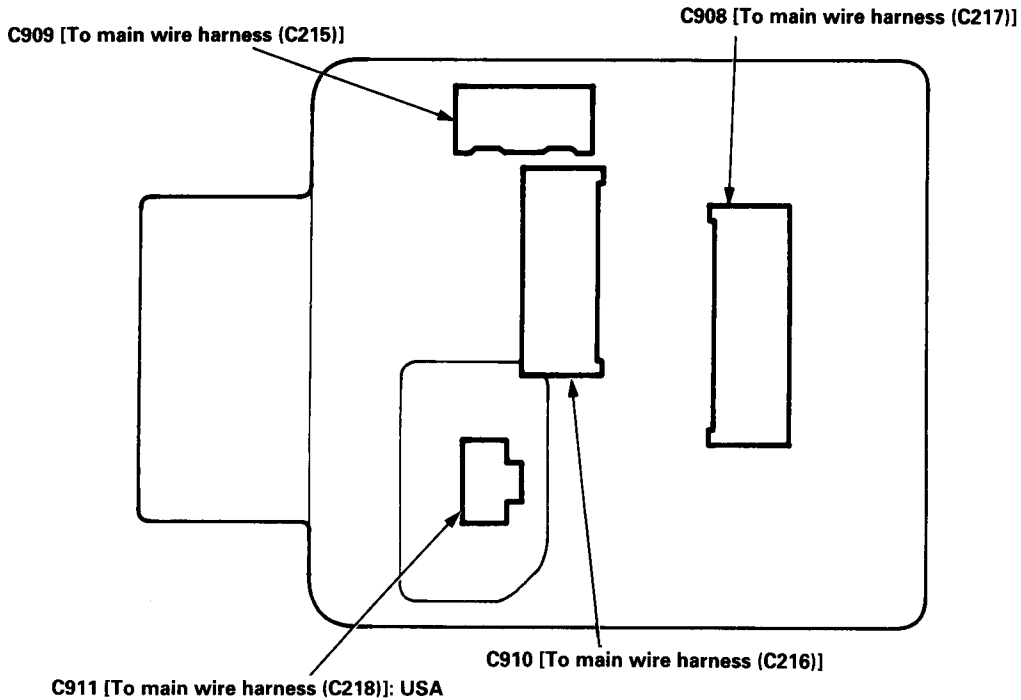 C908 [To main wire harness (C217)]
C909 [To main wire harness (C215)]
C910 [To main wire harness (C216)]
C911 [To main wire harness (C218)]: USA